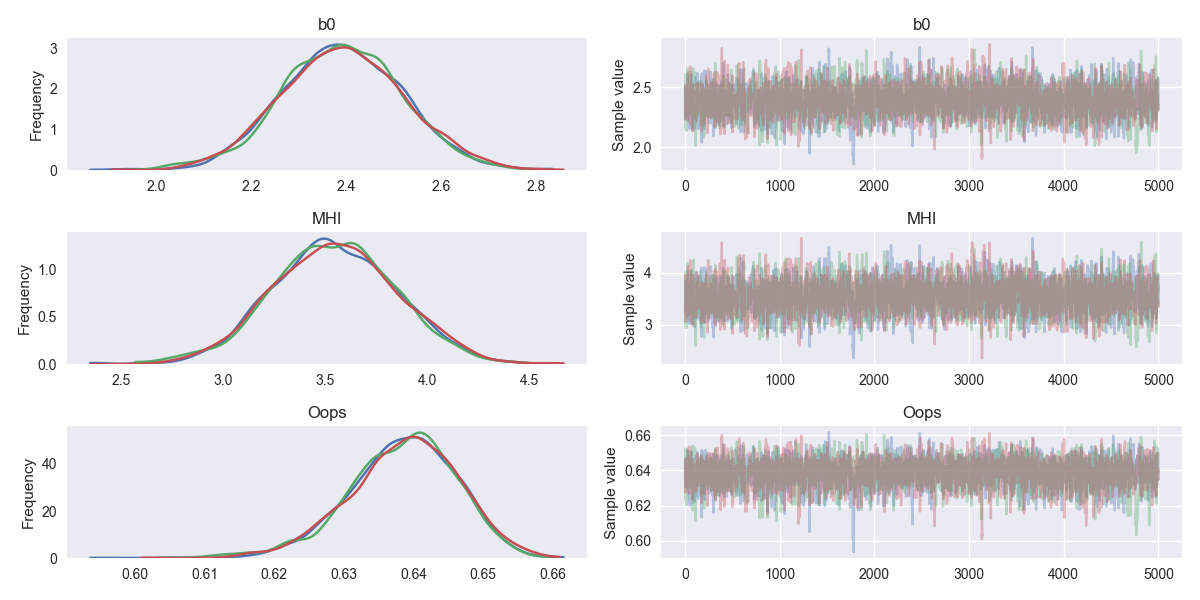 b0
b0
Frequency
3
2
1
0
2.0 2.2 2.4 2.6 2.8
Sample value
2.5
2.0
0 1000 2000 3000 4000 5000
MHI
MHI
Frequency
1.0
0.5
0.0
2.5 3.0 3.5 4.0 4.5
Sample value
4
3
0 1000 2000 3000 4000 5000
Oops
Oops
Frequency
40
20
0
0.60 0.61 0.62 0.63 0.64 0.65 0.66
Sample value
0.66
0.64
0.62
0.60
0 1000 2000 3000 4000 5000